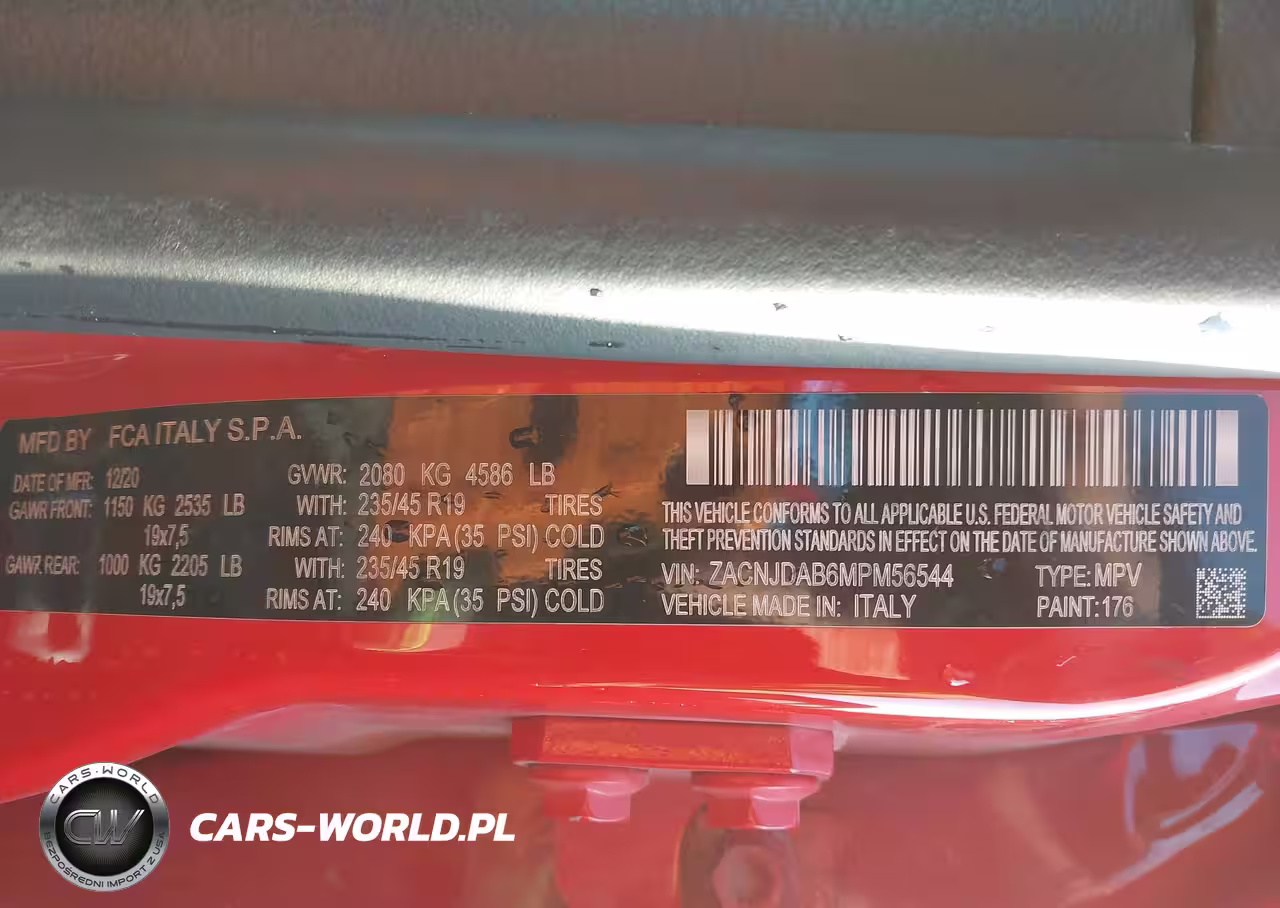 MFD BY FCA ITALY S.P.A.
DATE OF MFR: 12/20 GVWR: 2080 KG 4586 LB
GAWR FRONT: 1150 KG 2535 LB WITH: 235/45 R19 TIRES
19x7,5 RIMS AT: 240 KPA (35 PSI) COLD
GAWR REAR: 1000 KG 2205 LB WITH: 235/45 R19 TIRES
19x7,5 RIMS AT: 240 KPA (35 PSI) COLD
THIS VEHICLE CONFORMS TO ALL APPLICABLE U.S. FEDERAL MOTOR VEHICLE SAFETY AND
THEFT PREVENTION STANDARDS IN EFFECT ON THE DATE OF MANUFACTURE SHOWN ABOVE.
VIN: ZACNJDAB6MPM56544 TYPE: MPV
VEHICLE MADE IN: ITALY PAINT: 176
CARS-WORLD
CW
BEZPOŚREDNI IMPORT Z USA
CARS-WORLD.PL